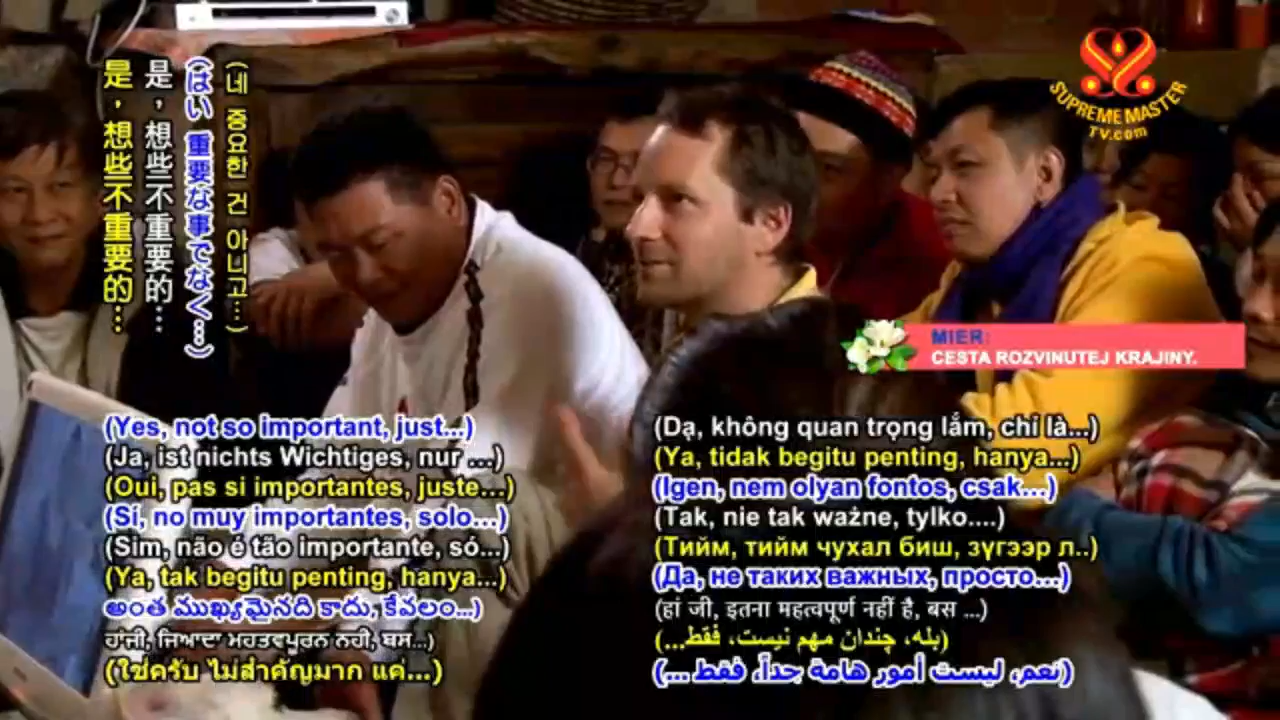 (네 중요한 건 아니고…)
(はい 重要な事でなく…)
是，想些不重要的…
是，想些不重要的…
SUPREME MASTER
TV.com
MIER:
CESTA ROZVINUTEJ KRAJINY.
(Yes, not so important, just...)
(Ja, ist nichts Wichtiges, nur ...)
(Oui, pas si importantes, juste...)
(Sí, no muy importantes, solo...)
(Sim, não é tão importante, só...)
(Ya, tak begitu penting, hanya...)
అంత ముఖ్యమైనది కాదు, కేవలం...)
ਹਾਂਜੀ, ਜਿਆਦਾ ਮਹਤਵਪੂਰਨ ਨਹੀ, ਬਸ...)
(ใช่ครับ ไม่สำคัญมาก แค่...)
(Dạ, không quan trọng lắm, chỉ là...)
(Ya, tidak begitu penting, hanya...)
(Igen, nem olyan fontos, csak...)
(Tak, nie tak ważne, tylko....)
(Тийм, тийм чухал биш, зүгээр л..)
(Да, не таких важных, просто...)
(हां जी, इतना महत्वपूर्ण नहीं है, बस ...)
(بله، چندان مهم نیست، فقط...)
(نعم، ليست أمور هامة جداً، فقط...)